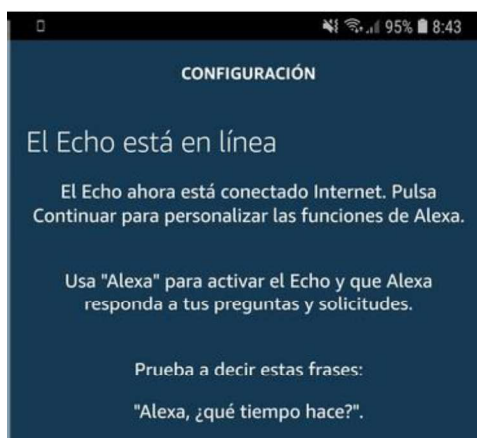 95% 8:43
CONFIGURACIÓN
El Echo está en línea
El Echo ahora está conectado Internet. Pulsa
Continuar para personalizar las funciones de Alexa.
Usa "Alexa" para activar el Echo y que Alexa
responda a tus preguntas y solicitudes.
Prueba a decir estas frases:
"Alexa, ¿qué tiempo hace?".